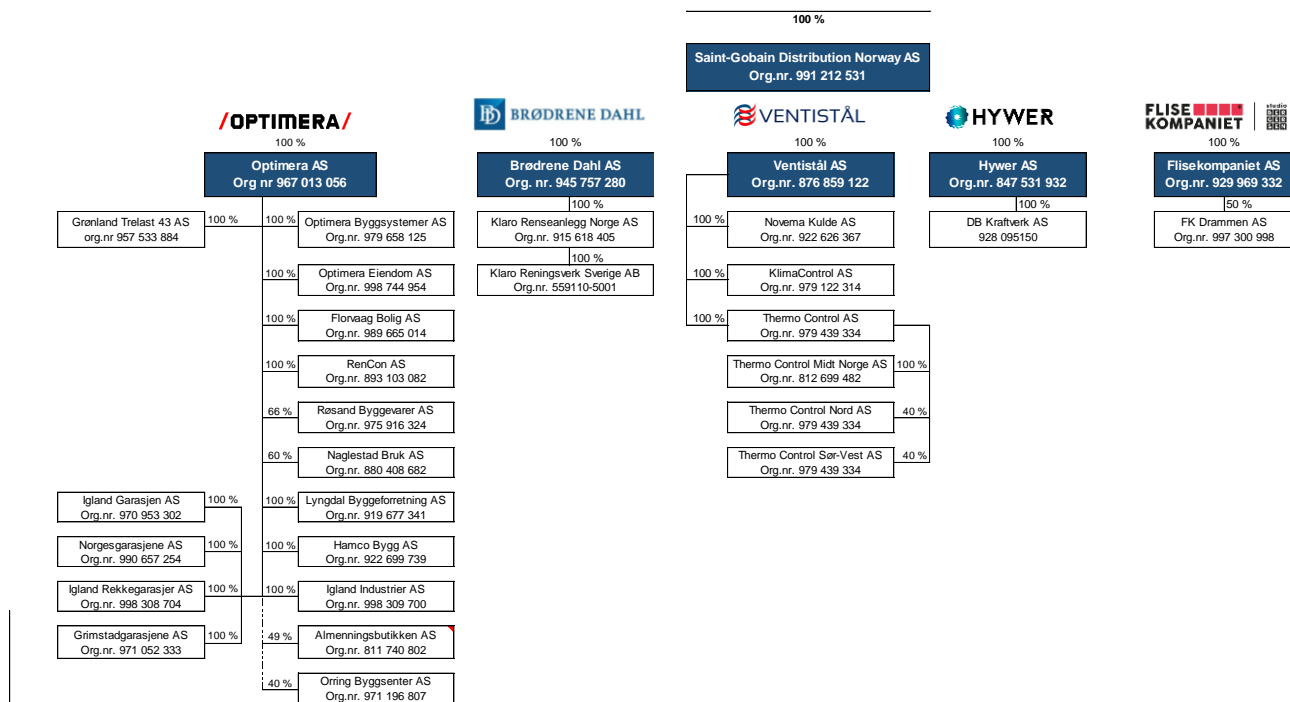 100 %
Saint-Gobain Distribution Norway AS
Org.nr. 991 212 531
/OPTIMERA/
100 %
Optimera AS
Org nr 967 013 056
BD BRØDRENE DAHL
100 %
Brødrene Dahl AS
Org. nr. 945 757 280
VENTISTÅL
100 %
Ventistål AS
Org.nr. 876 859 122
HYWER
100 %
Hywer AS
Org.nr. 847 531 932
FLISE
KOMPANIET
studio
100 %
Flisekompaniet AS
Org.nr. 929 969 332
Grønland Trelast 43 AS
org.nr 957 533 884
100 %
100 %
Optimera Byggsystemer AS
Org.nr. 979 658 125
100 %
Optimera Eiendom AS
Org.nr. 998 744 954
100 %
Florvaag Bolig AS
Org.nr. 989 665 014
100 %
RenCon AS
Org.nr. 893 103 082
66 %
Røsand Byggevarer AS
Org.nr. 975 916 324
60 %
Naglestad Bruk AS
Org.nr. 880 408 682
Igland Garasjen AS
Org.nr. 970 953 302
100 %
100 %
Lyngdal Byggeforretning AS
Org.nr. 919 677 341
Norgesgarasjene AS
Org.nr. 990 657 254
100 %
100 %
Hamco Bygg AS
Org.nr. 922 699 739
Igland Rekkegarasjer AS
Org.nr. 998 308 704
100 %
100 %
Igland Industrier AS
Org.nr. 998 309 700
Grimstadgarasjene AS
Org.nr. 971 052 333
100 %
49 %
Almenningsbutikken AS
Org.nr. 811 740 802
40 %
Orring Byggsenter AS
Org.nr. 971 196 807
100 %
Klaro Renseanlegg Norge AS
Org.nr. 915 618 405
100 %
Klaro Reningsverk Sverige AB
Org.nr. 559110-5001
100 %
Novema Kulde AS
Org.nr. 922 626 367
100 %
KlimaControl AS
Org.nr. 979 122 314
100 %
Thermo Control AS
Org.nr. 979 439 334
Thermo Control Midt Norge AS
Org.nr. 812 699 482
100 %
Thermo Control Nord AS
Org.nr. 979 439 334
40 %
Thermo Control Sør-Vest AS
Org.nr. 979 439 334
40 %
100 %
DB Kraftverk AS
928 095150
50 %
FK Drammen AS
Org.nr. 997 300 998